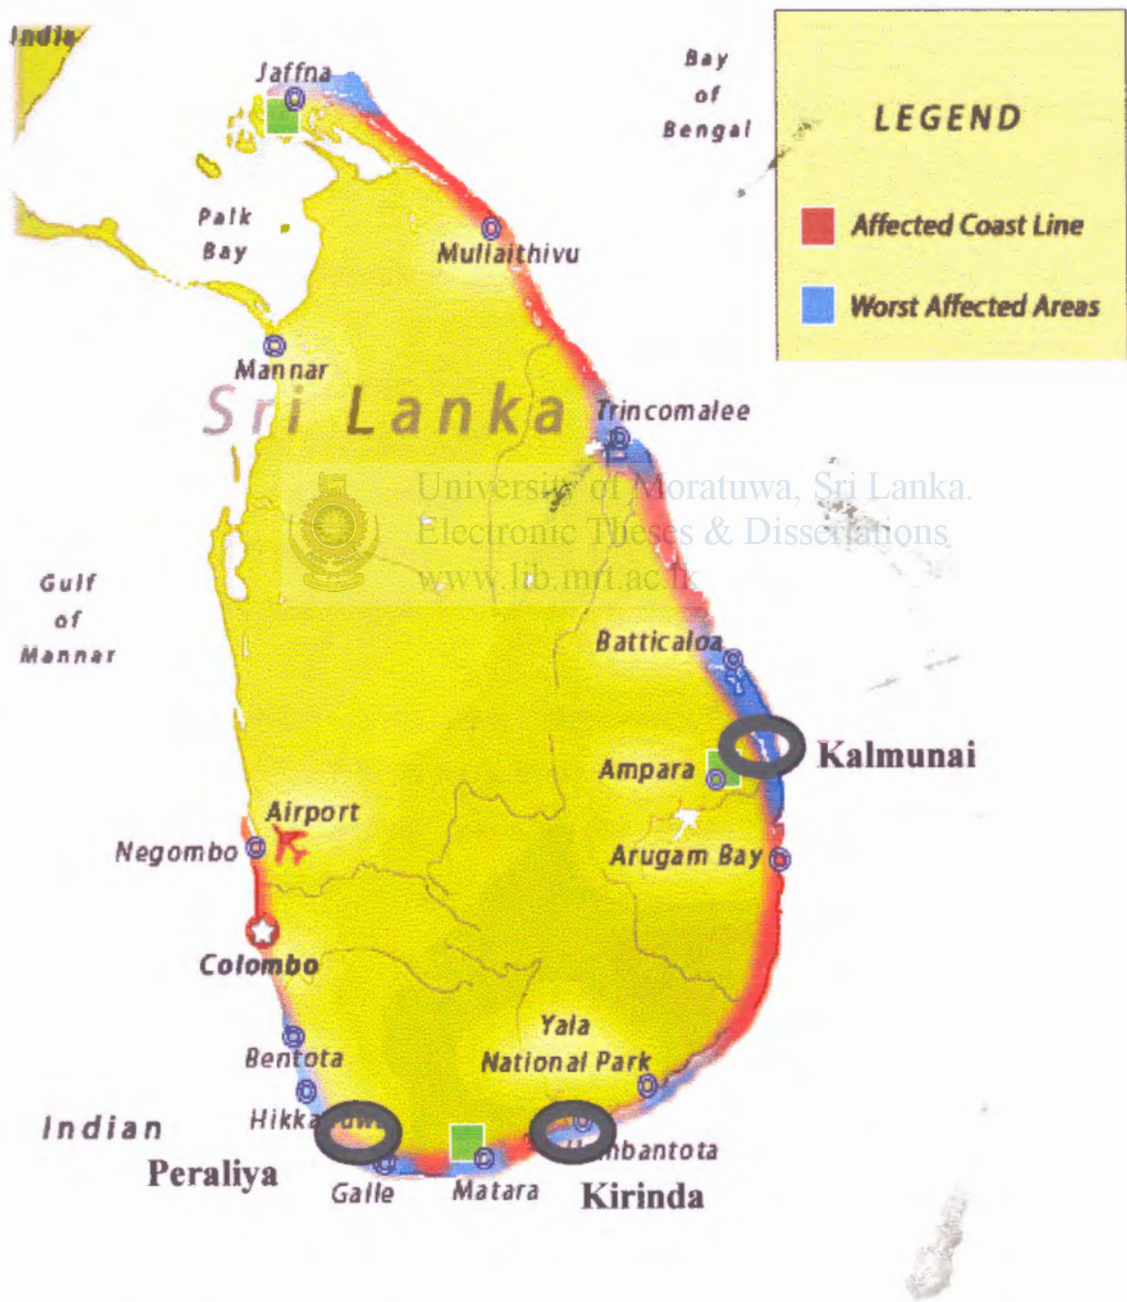 India
Jaffna
Bay
of
Bengal
LEGEND
Affected Coast Line
Worst Affected Areas
Palk
Bay
Mullaithivu
Mannar
Sri Lanka
Trincomalee
University of Moratuwa, Sri Lanka.
Electronic Theses & Dissertations
www.lib.mrt.ac.lk
Gulf
of
Mannar
Batticaloa
Kalmunai
Ampara
Airport
Negombo
Arugam Bay
Colombo
Yala
National Park
Bentota
Indian
Peraliya
Galle
Matara
Kirinda